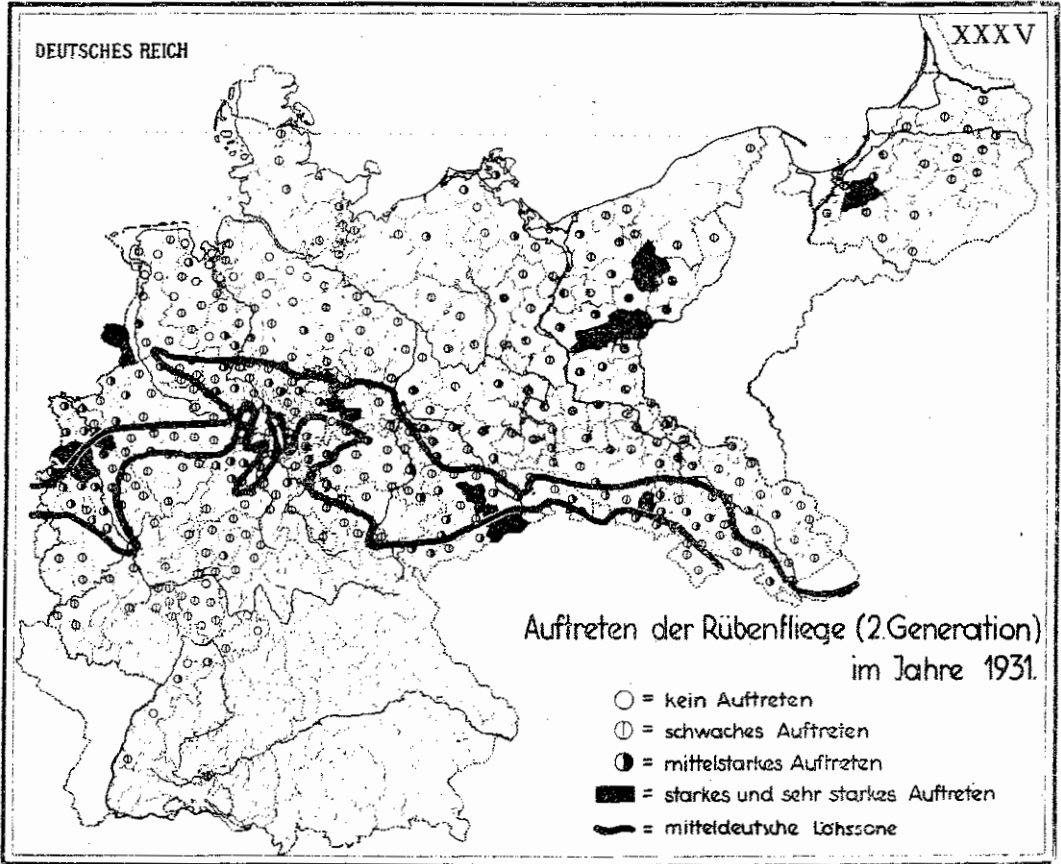 DEUTSCHES REICH
XXXV
Auftreten der Rübenfliege (2.Generation)
im Jahre 1931.
○ = kein Auftreten
⦶ = schwaches Auftreten
◑ = mittelstarkes Auftreten
= starkes und sehr starkes Auftreten
= mitteldeutsche Löhssone